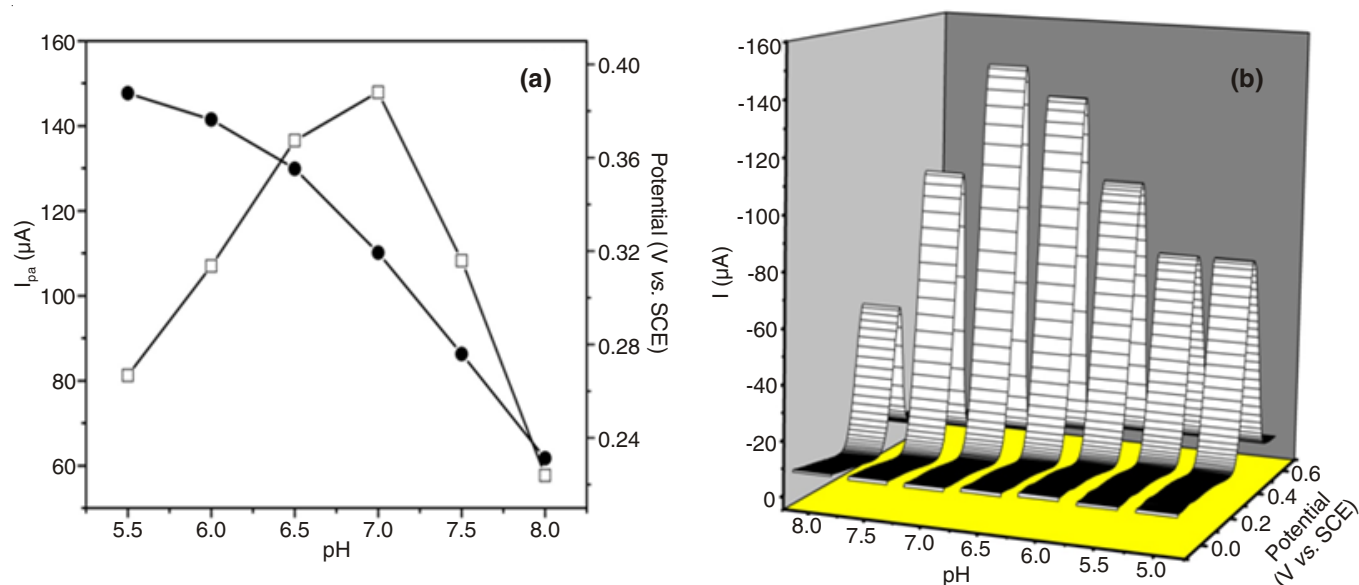 (a)
160
140
120
100
80
60
I_pa (µA)
5.5 6.0 6.5 7.0 7.5 8.0
pH
0.40
0.36
0.32
0.28
0.24
Potential (V vs. SCE)
(b)
-160
-140
-120
-100
-80
-60
-40
-20
0
I (µA)
8.0 7.5 7.0 6.5 6.0 5.5 5.0
pH
0.6
0.4
0.2
0.0
Potential
(V vs. SCE)